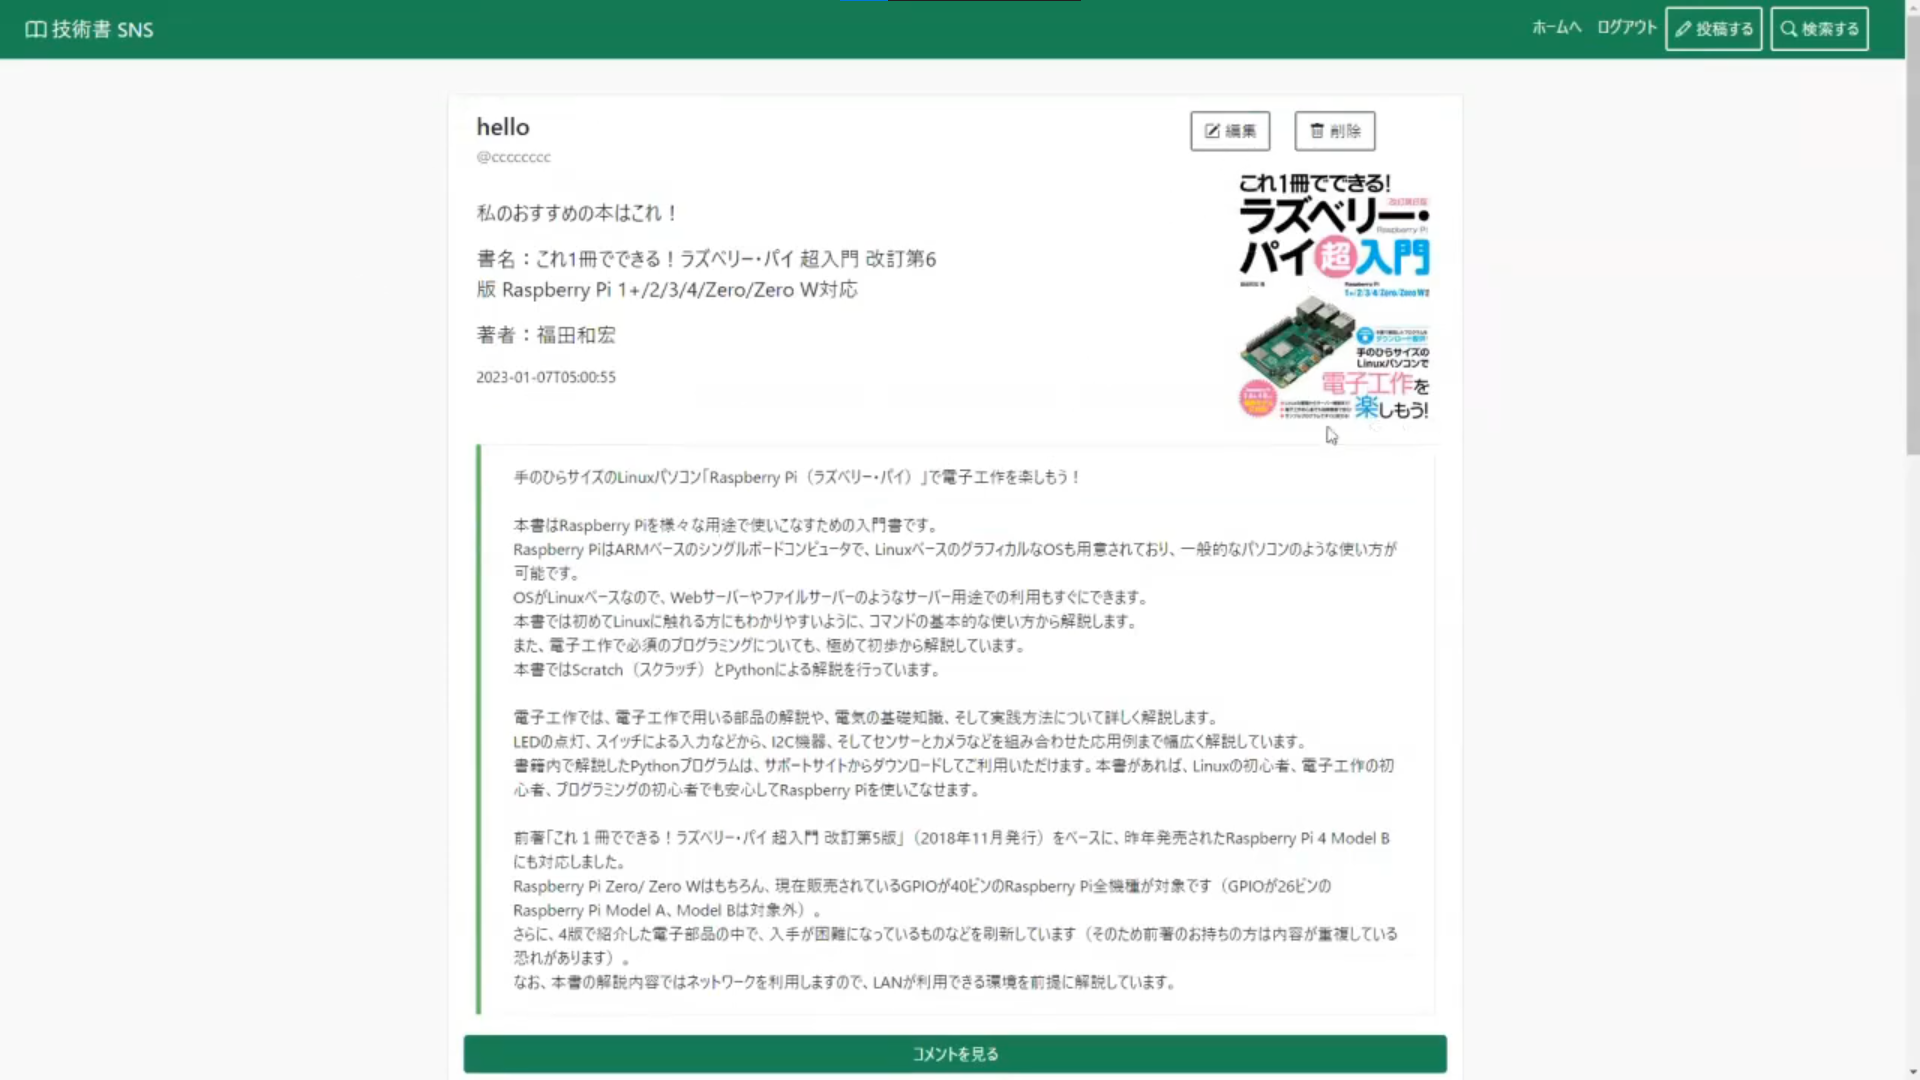 技術書 SNS
ホームへ ログアウト 投稿する 検索する
hello
編集 削除
@cccccccc
私のおすすめの本はこれ！
書名：これ1冊でできる！ラズベリー・パイ 超入門 改訂第6
版 Raspberry Pi 1+/2/3/4/Zero/Zero W対応
著者：福田和宏
2023-01-07T05:00:55
これ1冊でできる!
ラズベリー・
Raspberry Pi
パイ超入門
Raspberry Pi
手のひらサイズの
Linuxパソコンで
電子工作を
楽しもう!
手のひらサイズのLinuxパソコン「Raspberry Pi（ラズベリー・パイ）」で電子工作を楽しもう！
本書はRaspberry Piを様々な用途で使いこなすための入門書です。
Raspberry PiはARMベースのシングルボードコンピュータで、LinuxベースのグラフィカルなOSも用意されており、一般的なパソコンのような使い方が
可能です。
OSがLinuxベースなので、Webサーバーやファイルサーバーのようなサーバー用途での利用もすぐにできます。
本書では初めてLinuxに触れる方にもわかりやすいように、コマンドの基本的な使い方から解説します。
また、電子工作で必須のプログラミングについても、極めて初歩から解説しています。
本書ではScratch（スクラッチ）とPythonによる解説を行っています。
電子工作では、電子工作で用いる部品の解説や、電気の基礎知識、そして実践方法について詳しく解説します。
LEDの点灯、スイッチによる入力などから、I2C機器、そしてセンサーとカメラなどを組み合わせた応用例まで幅広く解説しています。
書籍内で解説したPythonプログラムは、サポートサイトからダウンロードしてご利用いただけます。本書があれば、Linuxの初心者、電子工作の初
心者、プログラミングの初心者でも安心してRaspberry Piを使いこなせます。
前著「これ１冊でできる！ラズベリー・パイ 超入門 改訂第5版」（2018年11月発行）をベースに、昨年発売されたRaspberry Pi 4 Model B
にも対応しました。
Raspberry Pi Zero/ Zero Wはもちろん、現在販売されているGPIOが40ピンのRaspberry Pi全機種が対象です（GPIOが26ピンの
Raspberry Pi Model A、Model Bは対象外）。
さらに、4版で紹介した電子部品の中で、入手が困難になっているものなどを刷新しています（そのため前著のお持ちの方は内容が重複している
恐れがあります）。
なお、本書の解説内容ではネットワークを利用しますので、LANが利用できる環境を前提に解説しています。
コメントを見る